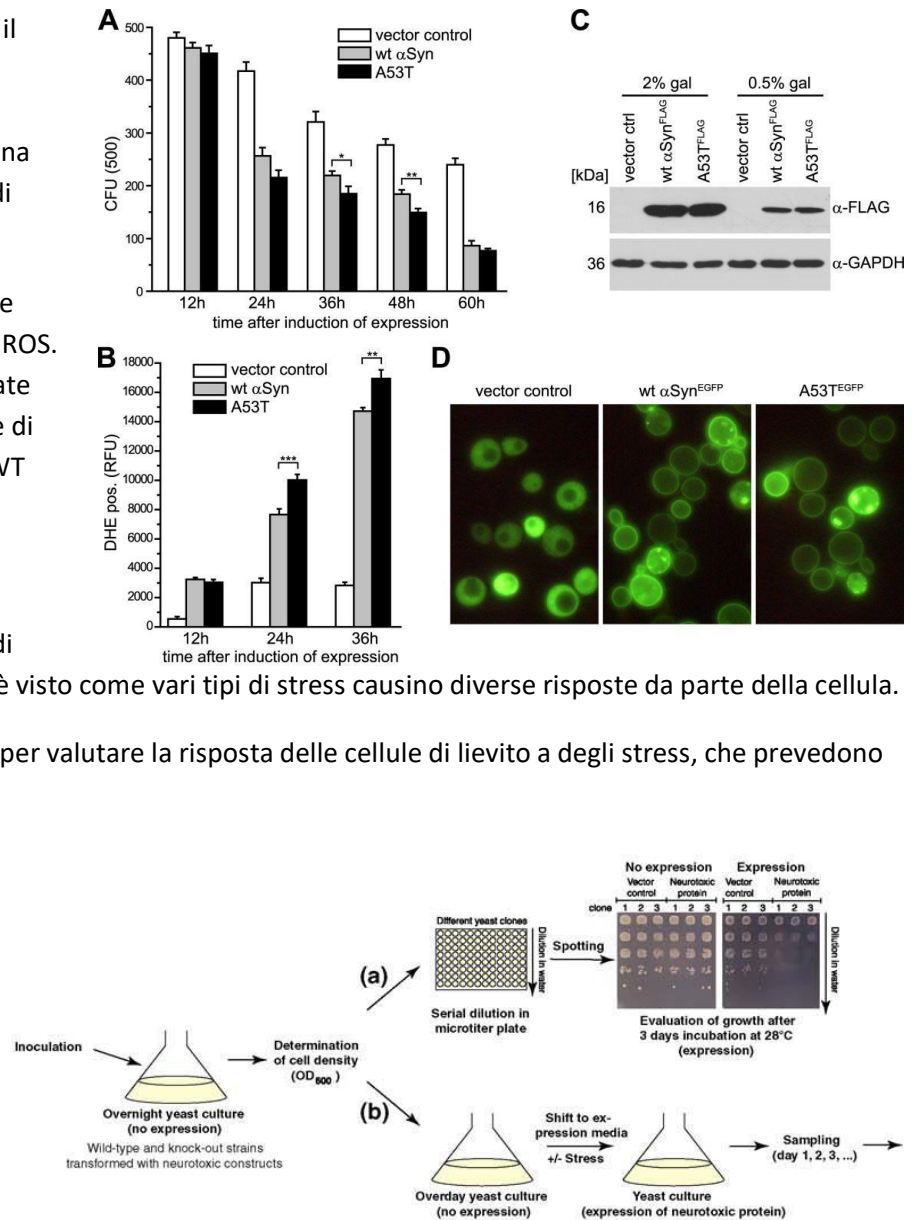 il
na
di
e
ROS.
ate
e di
WT
di
è visto come vari tipi di stress causino diverse risposte da parte della cellula.
per valutare la risposta delle cellule di lievito a degli stress, che prevedono
A
CFU (500)
500
400
300
200
100
0
vector control
wt αSyn
A53T
*
**
12h 24h 36h 48h 60h
time after induction of expression
B
DHE pos. (RFU)
18000
16000
14000
12000
10000
8000
6000
4000
2000
0
vector control
wt αSyn
A53T
***
**
12h 24h 36h
time after induction of expression
C
2% gal 0.5% gal
vector ctrl
wt αSynFLAG
A53TFLAG
vector ctrl
wt αSynFLAG
A53TFLAG
[kDa]
16 α-FLAG
36 α-GAPDH
D
vector control wt αSynEGFP A53TEGFP
Inoculation
Overnight yeast culture
(no expression)
Wild-type and knock-out strains
transformed with neurotoxic constructs
Determination
of cell density
(OD600)
(a)
Different yeast clones
Dilution in water
Serial dilution in
microtiter plate
Spotting
No expression Expression
Vector control Neurotoxic protein Vector control Neurotoxic protein
clone 1 2 3 1 2 3 1 2 3 1 2 3
Dilution in water
Evaluation of growth after
3 days incubation at 28°C
(expression)
(b)
Overday yeast culture
(no expression)
Shift to ex-
pression media
+/- Stress
Yeast culture
(expression of neurotoxic protein)
Sampling
(day 1, 2, 3, ...)